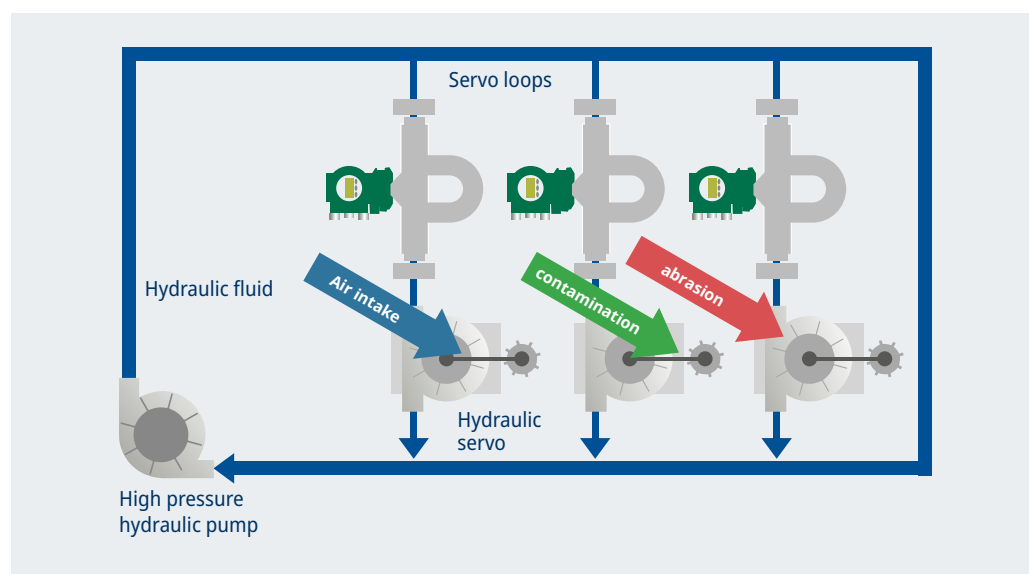 Servo loops
Hydraulic fluid
Air intake
contamination
abrasion
Hydraulic
servo
High pressure
hydraulic pump